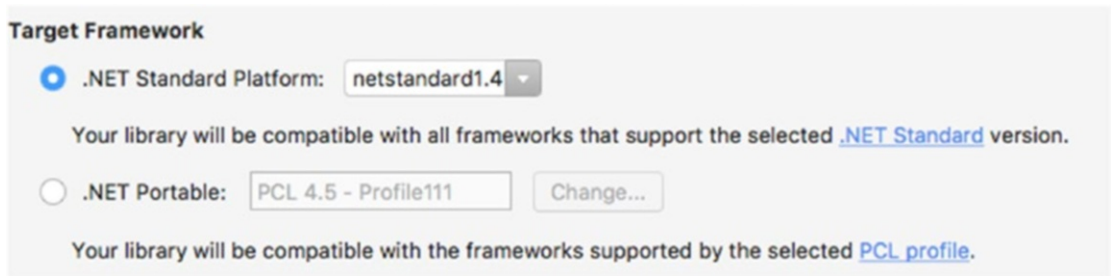 Target Framework
.NET Standard Platform: netstandard1.4
Your library will be compatible with all frameworks that support the selected .NET Standard version.
.NET Portable: PCL 4.5 - Profile111 Change...
Your library will be compatible with the frameworks supported by the selected PCL profile.